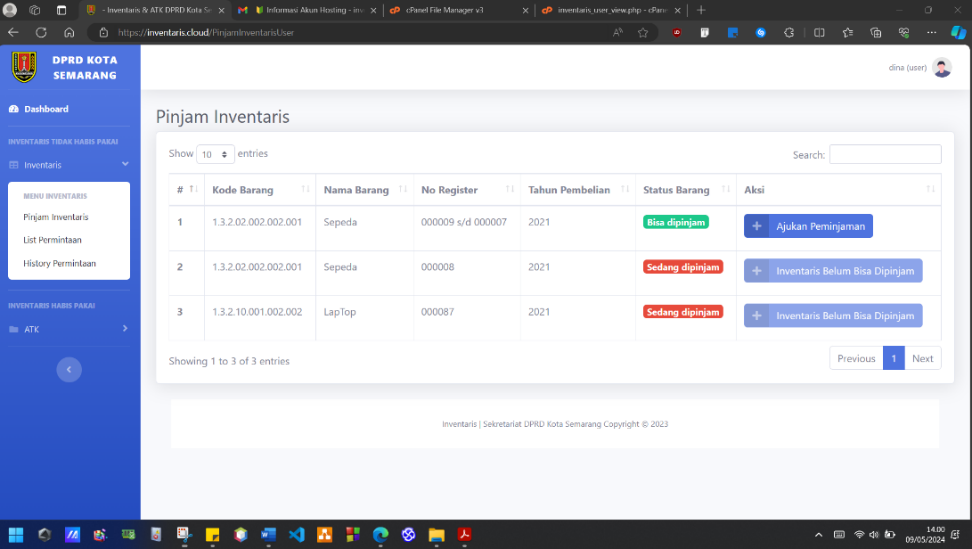 - Inventaris & ATK DPRD Kota Se
Informasi Akun Hosting - inv
cPanel File Manager v3
inventaris_user_view.php - cPane
https://inventaris.cloud/PinjamInventarisUser
DPRD KOTA
SEMARANG
dina (user)
Dashboard
INVENTARIS TIDAK HABIS PAKAI
Inventaris
MENU INVENTARIS
Pinjam Inventaris
List Permintaan
History Permintaan
INVENTARIS HABIS PAKAI
ATK
Pinjam Inventaris
Show 10 entries
Search:
# Kode Barang Nama Barang No Register Tahun Pembelian Status Barang Aksi
1 1.3.2.02.002.002.001 Sepeda 000009 s/d 000007 2021 Bisa dipinjam + Ajukan Peminjaman
2 1.3.2.02.002.002.001 Sepeda 000008 2021 Sedang dipinjam + Inventaris Belum Bisa Dipinjam
3 1.3.2.10.001.002.002 LapTop 000087 2021 Sedang dipinjam + Inventaris Belum Bisa Dipinjam
Showing 1 to 3 of 3 entries
Previous 1 Next
Inventaris | Sekretariat DPRD Kota Semarang Copyright © 2023
14.00
09/05/2024